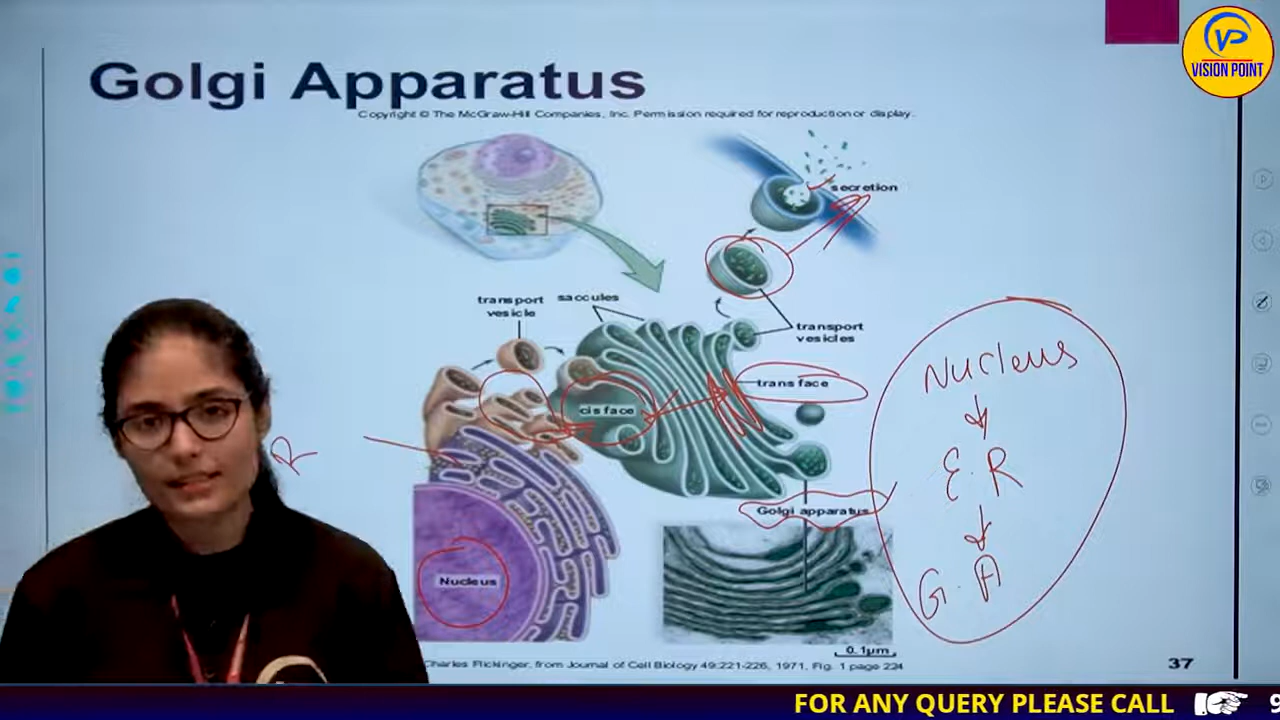 VP
VISION POINT
Golgi Apparatus
Copyright © The McGraw-Hill Companies, Inc. Permission required for reproduction or display.
secretion
transport
vesicle
saccules
transport
vesicles
trans face
cis face
Golgi apparatus
Nucleus
R
Nucleus
E.R
G.A
0.1µm
Charles Flickinger, from Journal of Cell Biology 49:221-226, 1971, Fig. 1 page 224
37
FOR ANY QUERY PLEASE CALL
9